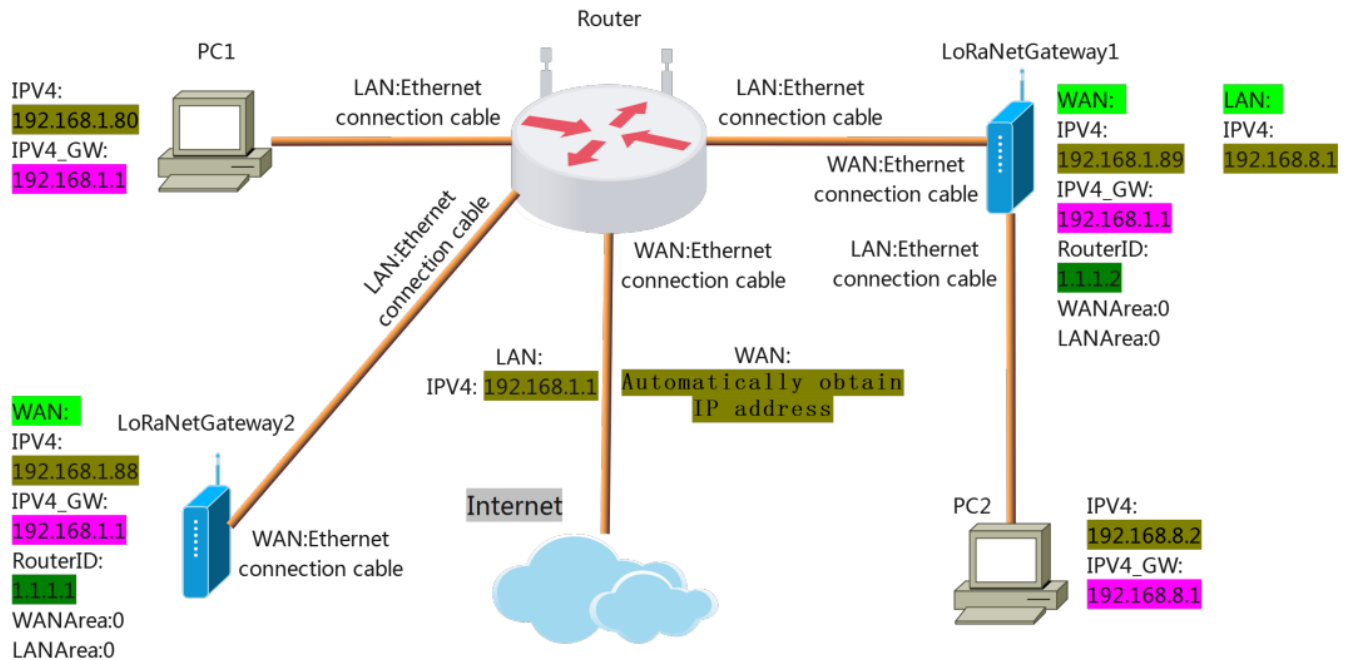 Router
PC1
LoRaNetGateway1
IPV4:
192.168.1.80
IPV4_GW:
192.168.1.1
LAN:Ethernet
connection cable
LAN:Ethernet
connection cable
WAN:Ethernet
connection cable
WAN:
IPV4:
192.168.1.89
IPV4_GW:
192.168.1.1
RouterID:
1.1.1.2
WANArea:0
LANArea:0
LAN:
IPV4:
192.168.8.1
LAN:Ethernet
connection cable
WAN:Ethernet
connection cable
LAN:Ethernet
connection cable
LAN:
IPV4: 192.168.1.1
WAN:
Automatically obtain
IP address
WAN:
IPV4:
192.168.1.88
IPV4_GW:
192.168.1.1
RouterID:
1.1.1.1
WANArea:0
LANArea:0
LoRaNetGateway2
WAN:Ethernet
connection cable
Internet
PC2
IPV4:
192.168.8.2
IPV4_GW:
192.168.8.1